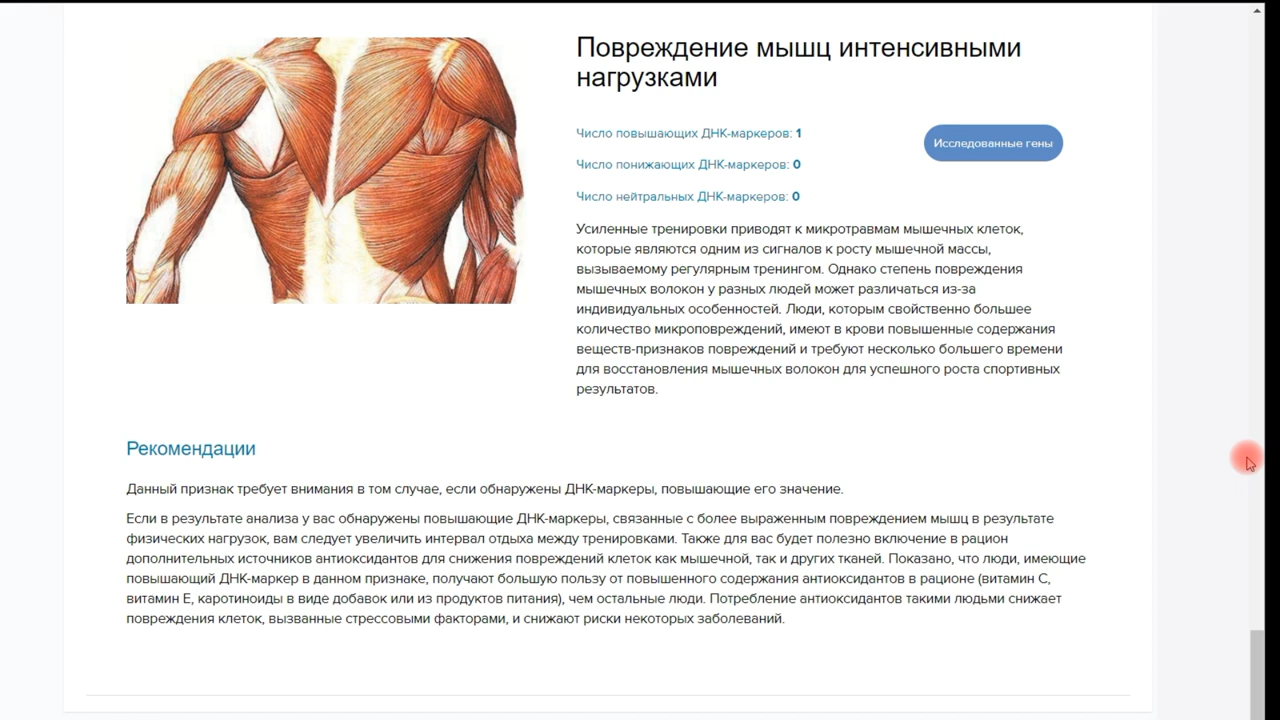 Повреждение мышц интенсивными
нагрузками
Число повышающих ДНК-маркеров: 1
Исследованные гены
Число понижающих ДНК-маркеров: 0
Число нейтральных ДНК-маркеров: 0
Усиленные тренировки приводят к микротравмам мышечных клеток,
которые являются одним из сигналов к росту мышечной массы,
вызываемому регулярным тренингом. Однако степень повреждения
мышечных волокон у разных людей может различаться из-за
индивидуальных особенностей. Люди, которым свойственно большее
количество микроповреждений, имеют в крови повышенные содержания
веществ-признаков повреждений и требуют несколько большего времени
для восстановления мышечных волокон для успешного роста спортивных
результатов.
Рекомендации
Данный признак требует внимания в том случае, если обнаружены ДНК-маркеры, повышающие его значение.
Если в результате анализа у вас обнаружены повышающие ДНК-маркеры, связанные с более выраженным повреждением мышц в результате
физических нагрузок, вам следует увеличить интервал отдыха между тренировками. Также для вас будет полезно включение в рацион
дополнительных источников антиоксидантов для снижения повреждений клеток как мышечной, так и других тканей. Показано, что люди, имеющие
повышающий ДНК-маркер в данном признаке, получают большую пользу от повышенного содержания антиоксидантов в рационе (витамин С,
витамин Е, каротиноиды в виде добавок или из продуктов питания), чем остальные люди. Потребление антиоксидантов такими людьми снижает
повреждения клеток, вызванные стрессовыми факторами, и снижают риски некоторых заболеваний.